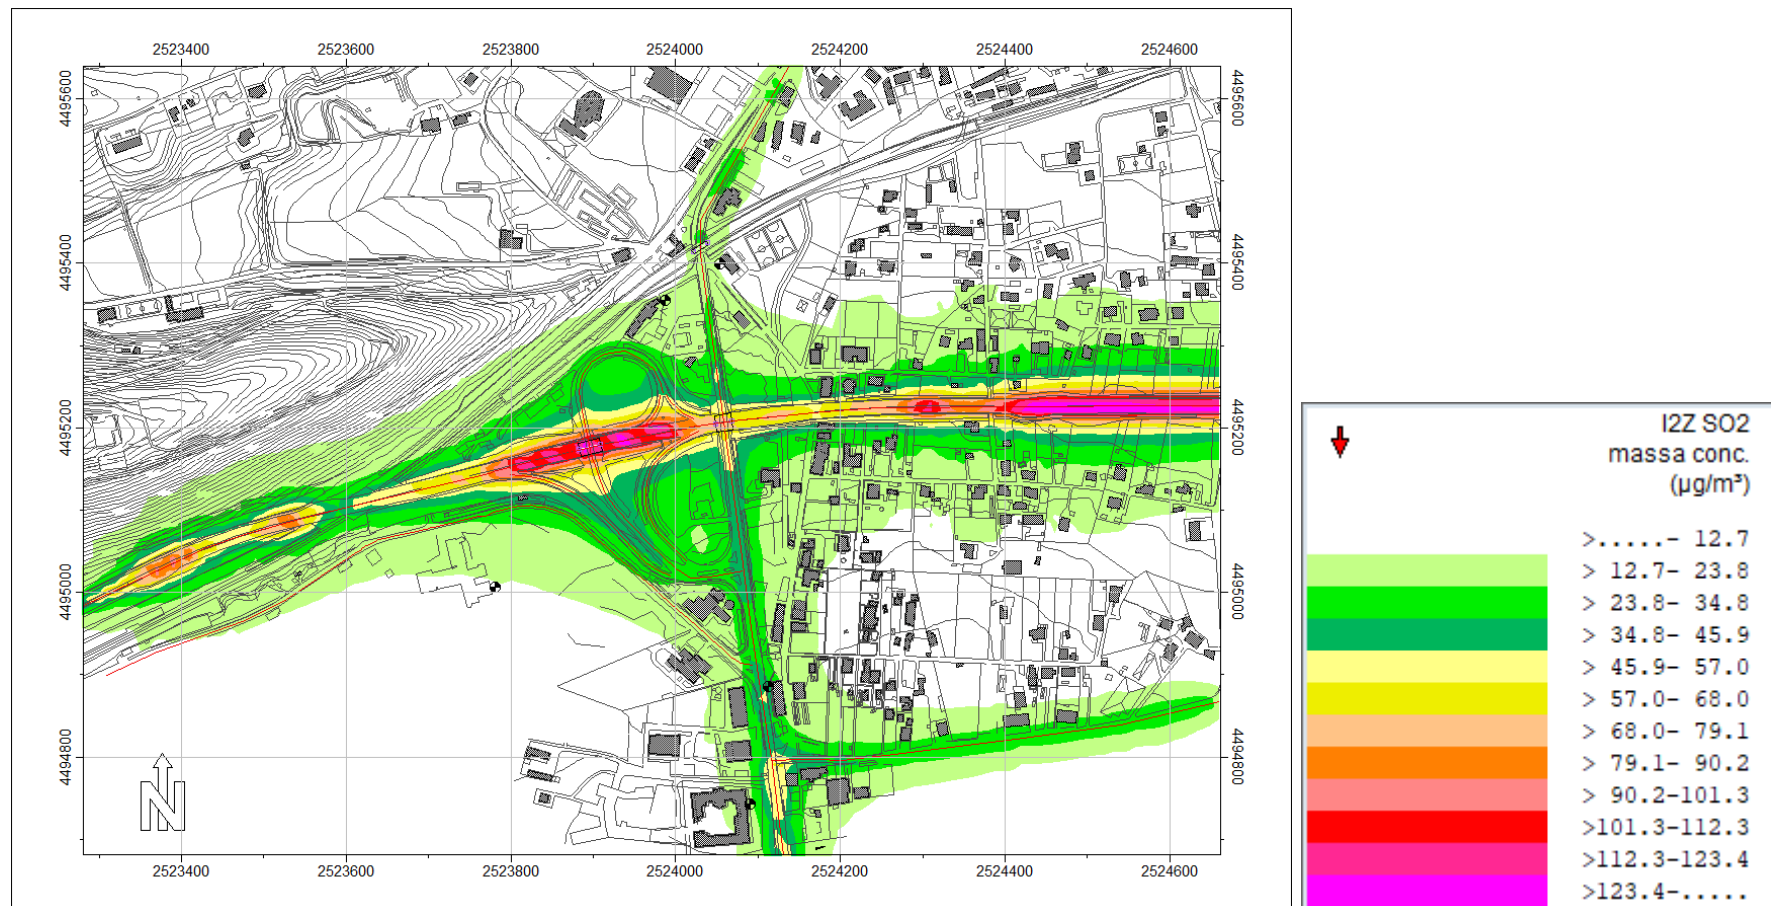 2523400 2523600 2523800 2524000 2524200 2524400 2524600
4495600 4495600
4495400 4495400
4495200 4495200
4495000 4495000
4494800 4494800
N
2523400 2523600 2523800 2524000 2524200 2524400 2524600
I2Z SO2
massa conc.
(µg/m³)
>.....- 12.7
> 12.7- 23.8
> 23.8- 34.8
> 34.8- 45.9
> 45.9- 57.0
> 57.0- 68.0
> 68.0- 79.1
> 79.1- 90.2
> 90.2-101.3
>101.3-112.3
>112.3-123.4
>123.4-.....